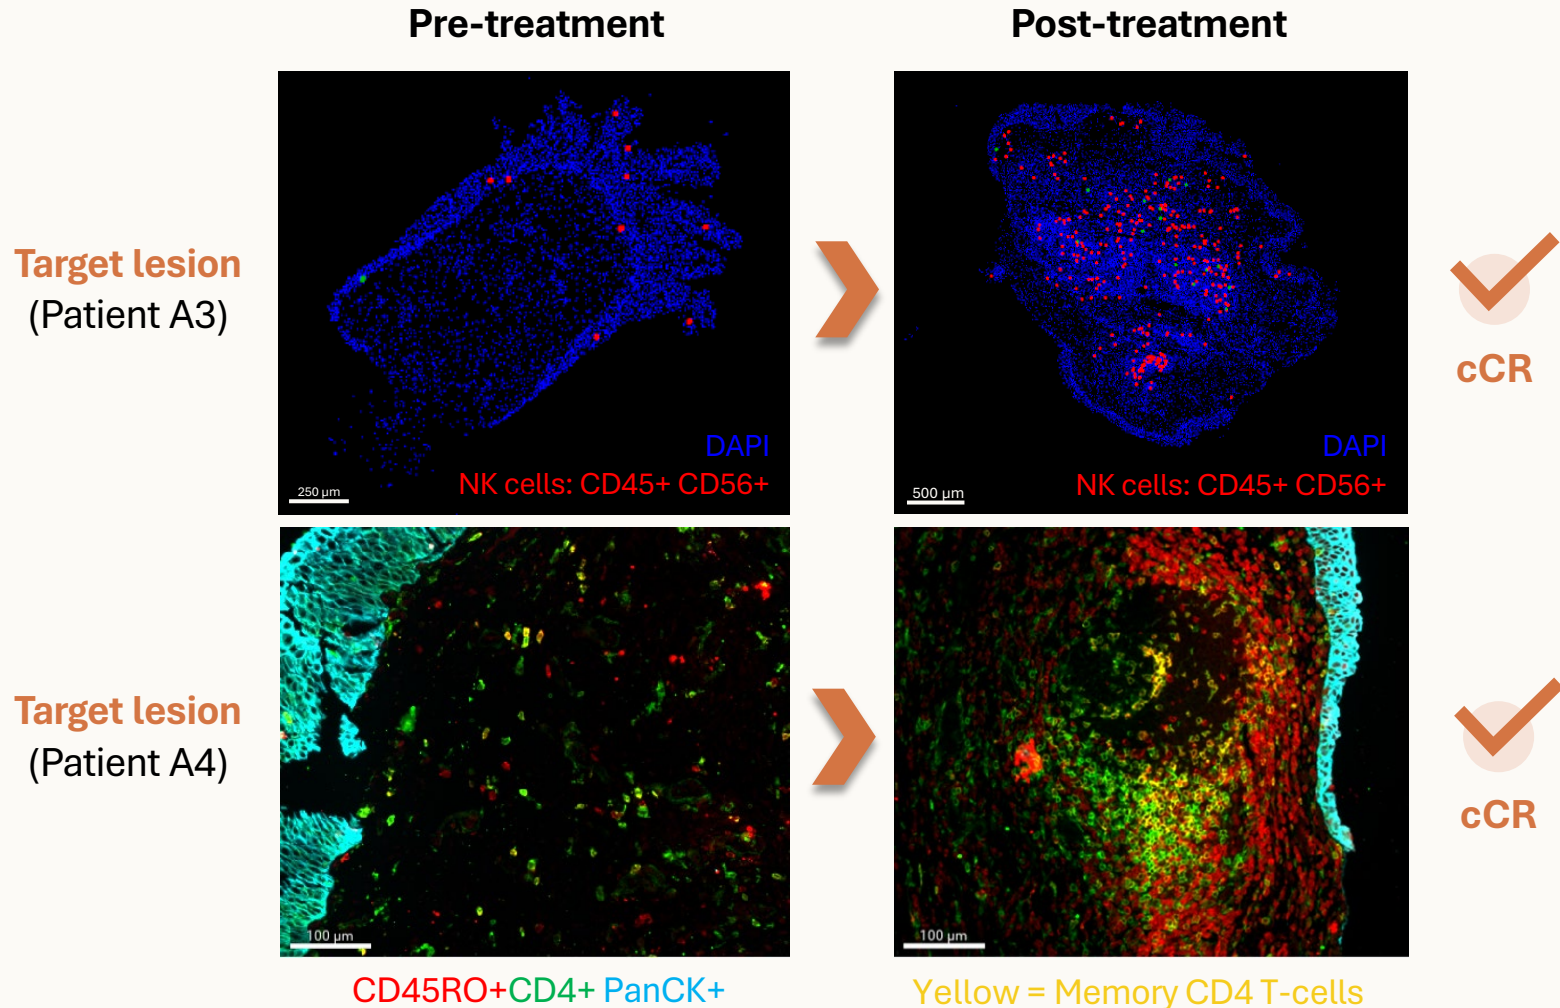 Pre-treatment
Post-treatment
Target lesion
(Patient A3)
DAPI
NK cells: CD45+ CD56+
250 µm
DAPI
NK cells: CD45+ CD56+
500 µm
cCR
Target lesion
(Patient A4)
100 µm
100 µm
cCR
CD45RO+CD4+ PanCK+
Yellow = Memory CD4 T-cells